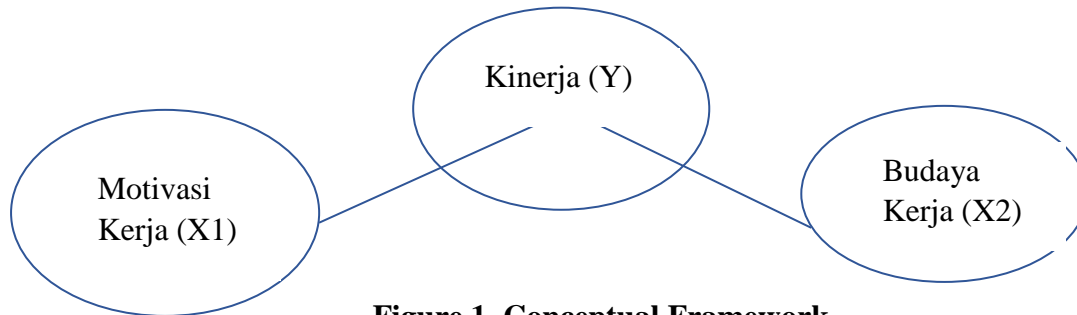 Kinerja (Y)
Motivasi
Kerja (X1)
Budaya
Kerja (X2)
Figure 1. Conceptual Framework